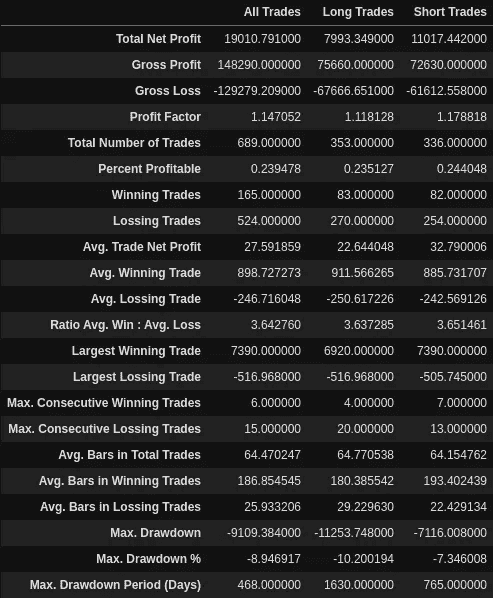 All Trades Long Trades Short Trades
Total Net Profit 19010.791000 7993.349000 11017.442000
Gross Profit 148290.000000 75660.000000 72630.000000
Gross Loss -129279.209000 -67666.651000 -61612.558000
Profit Factor 1.147052 1.118128 1.178818
Total Number of Trades 689.000000 353.000000 336.000000
Percent Profitable 0.239478 0.235127 0.244048
Winning Trades 165.000000 83.000000 82.000000
Lossing Trades 524.000000 270.000000 254.000000
Avg. Trade Net Profit 27.591859 22.644048 32.790006
Avg. Winning Trade 898.727273 911.566265 885.731707
Avg. Lossing Trade -246.716048 -250.617226 -242.569126
Ratio Avg. Win : Avg. Loss 3.642760 3.637285 3.651461
Largest Winning Trade 7390.000000 6920.000000 7390.000000
Largest Lossing Trade -516.968000 -516.968000 -505.745000
Max. Consecutive Winning Trades 6.000000 4.000000 7.000000
Max. Consecutive Lossing Trades 15.000000 20.000000 13.000000
Avg. Bars in Total Trades 64.470247 64.770538 64.154762
Avg. Bars in Winning Trades 186.854545 180.385542 193.402439
Avg. Bars in Lossing Trades 25.933206 29.229630 22.429134
Max. Drawdown -9109.384000 -11253.748000 -7116.008000
Max. Drawdown % -8.946917 -10.200194 -7.346008
Max. Drawdown Period (Days) 468.000000 1630.000000 765.000000